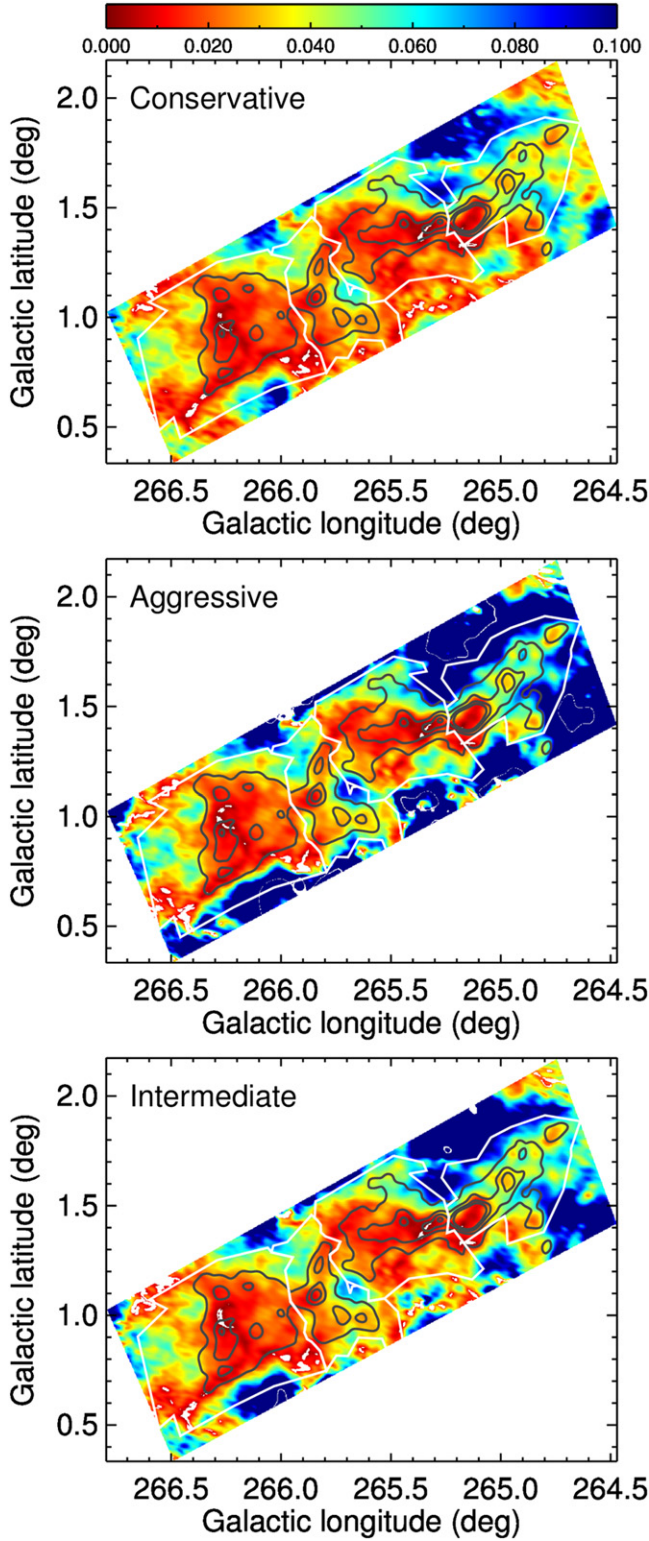 0.000 0.020 0.040 0.060 0.080 0.100
Conservative
2.0
1.5
1.0
0.5
Galactic latitude (deg)
266.5 266.0 265.5 265.0 264.5
Galactic longitude (deg)
Aggressive
2.0
1.5
1.0
0.5
Galactic latitude (deg)
266.5 266.0 265.5 265.0 264.5
Galactic longitude (deg)
Intermediate
2.0
1.5
1.0
0.5
Galactic latitude (deg)
266.5 266.0 265.5 265.0 264.5
Galactic longitude (deg)